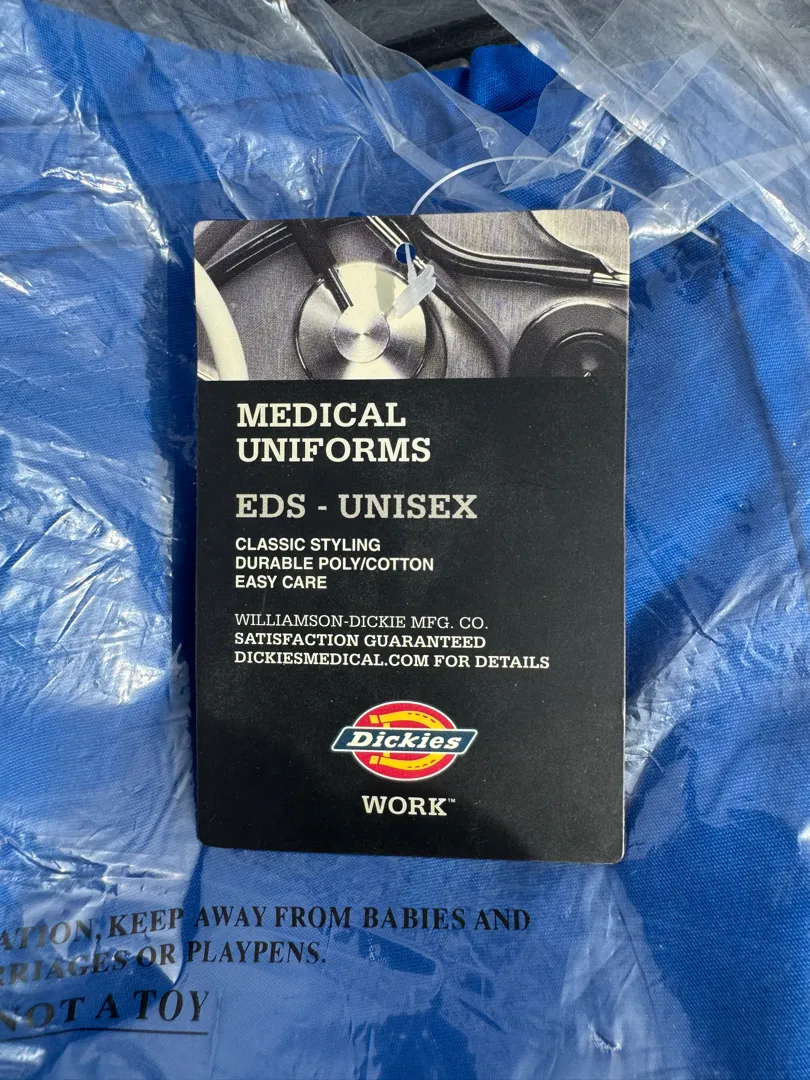 MEDICAL
UNIFORMS
EDS - UNISEX
CLASSIC STYLING
DURABLE POLY/COTTON
EASY CARE
WILLIAMSON-DICKIE MFG. CO.
SATISFACTION GUARANTEED
DICKIESMEDICAL.COM FOR DETAILS
Dickies
WORK™
ATION, KEEP AWAY FROM BABIES AND
RRIAGES OR PLAYPENS.
NOT A TOY